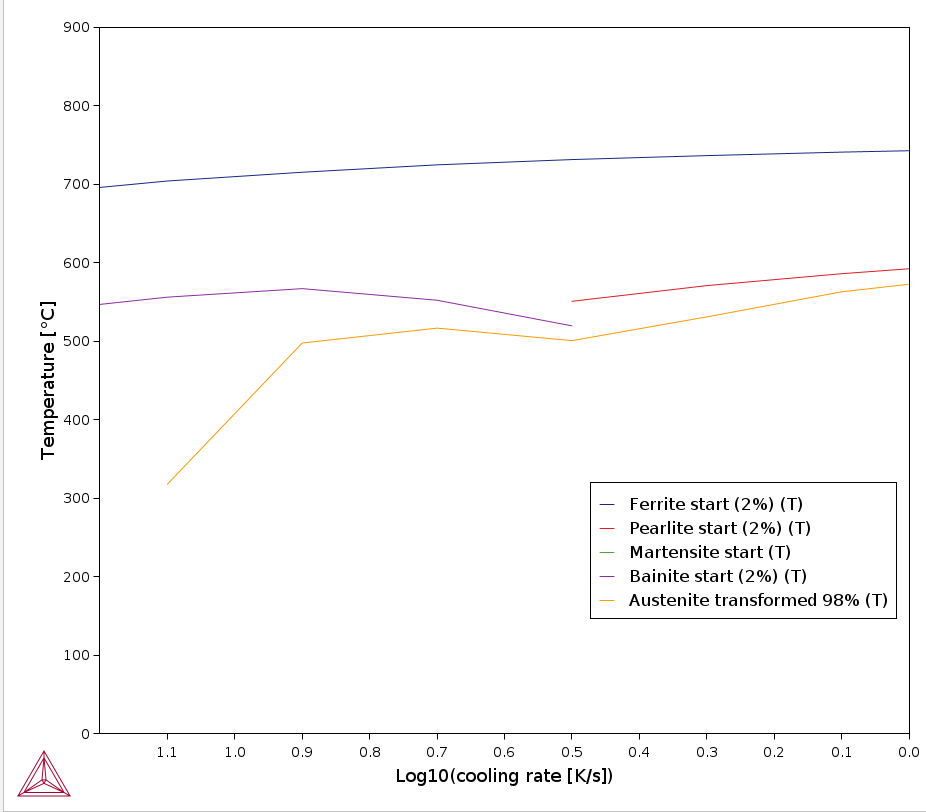 900
800
700
600
500
400
300
200
100
0
Temperature [°C]
1.1 1.0 0.9 0.8 0.7 0.6 0.5 0.4 0.3 0.2 0.1 0.0
Log10(cooling rate [K/s])
Ferrite start (2%) (T)
Pearlite start (2%) (T)
Martensite start (T)
Bainite start (2%) (T)
Austenite transformed 98% (T)